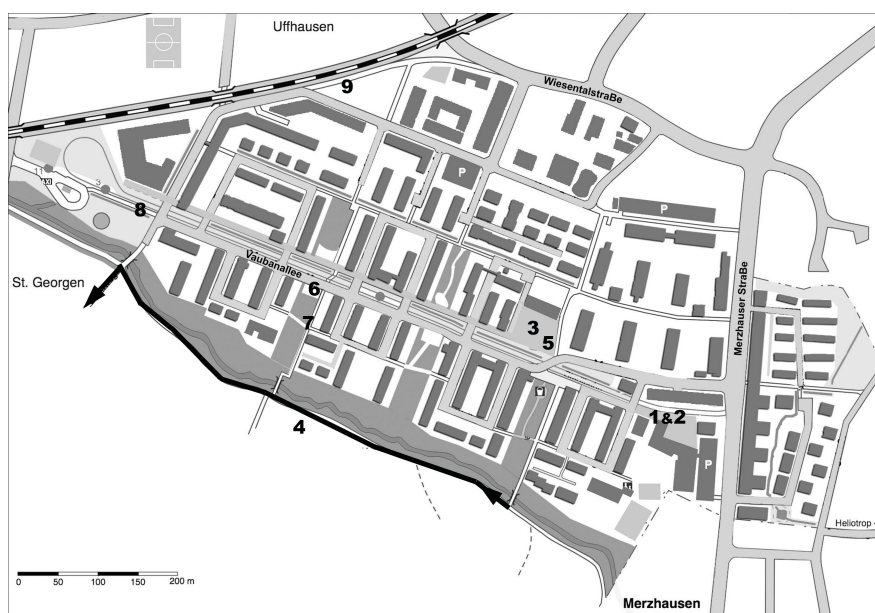 Uffhausen
9
WiesentalstraBe
P
P
8
St. Georgen
Vaubanallee
6
7
3
5
Merzhauser StraBe
1&2
4
P
Heliotrop
0 50 100 150 200 m
Merzhausen